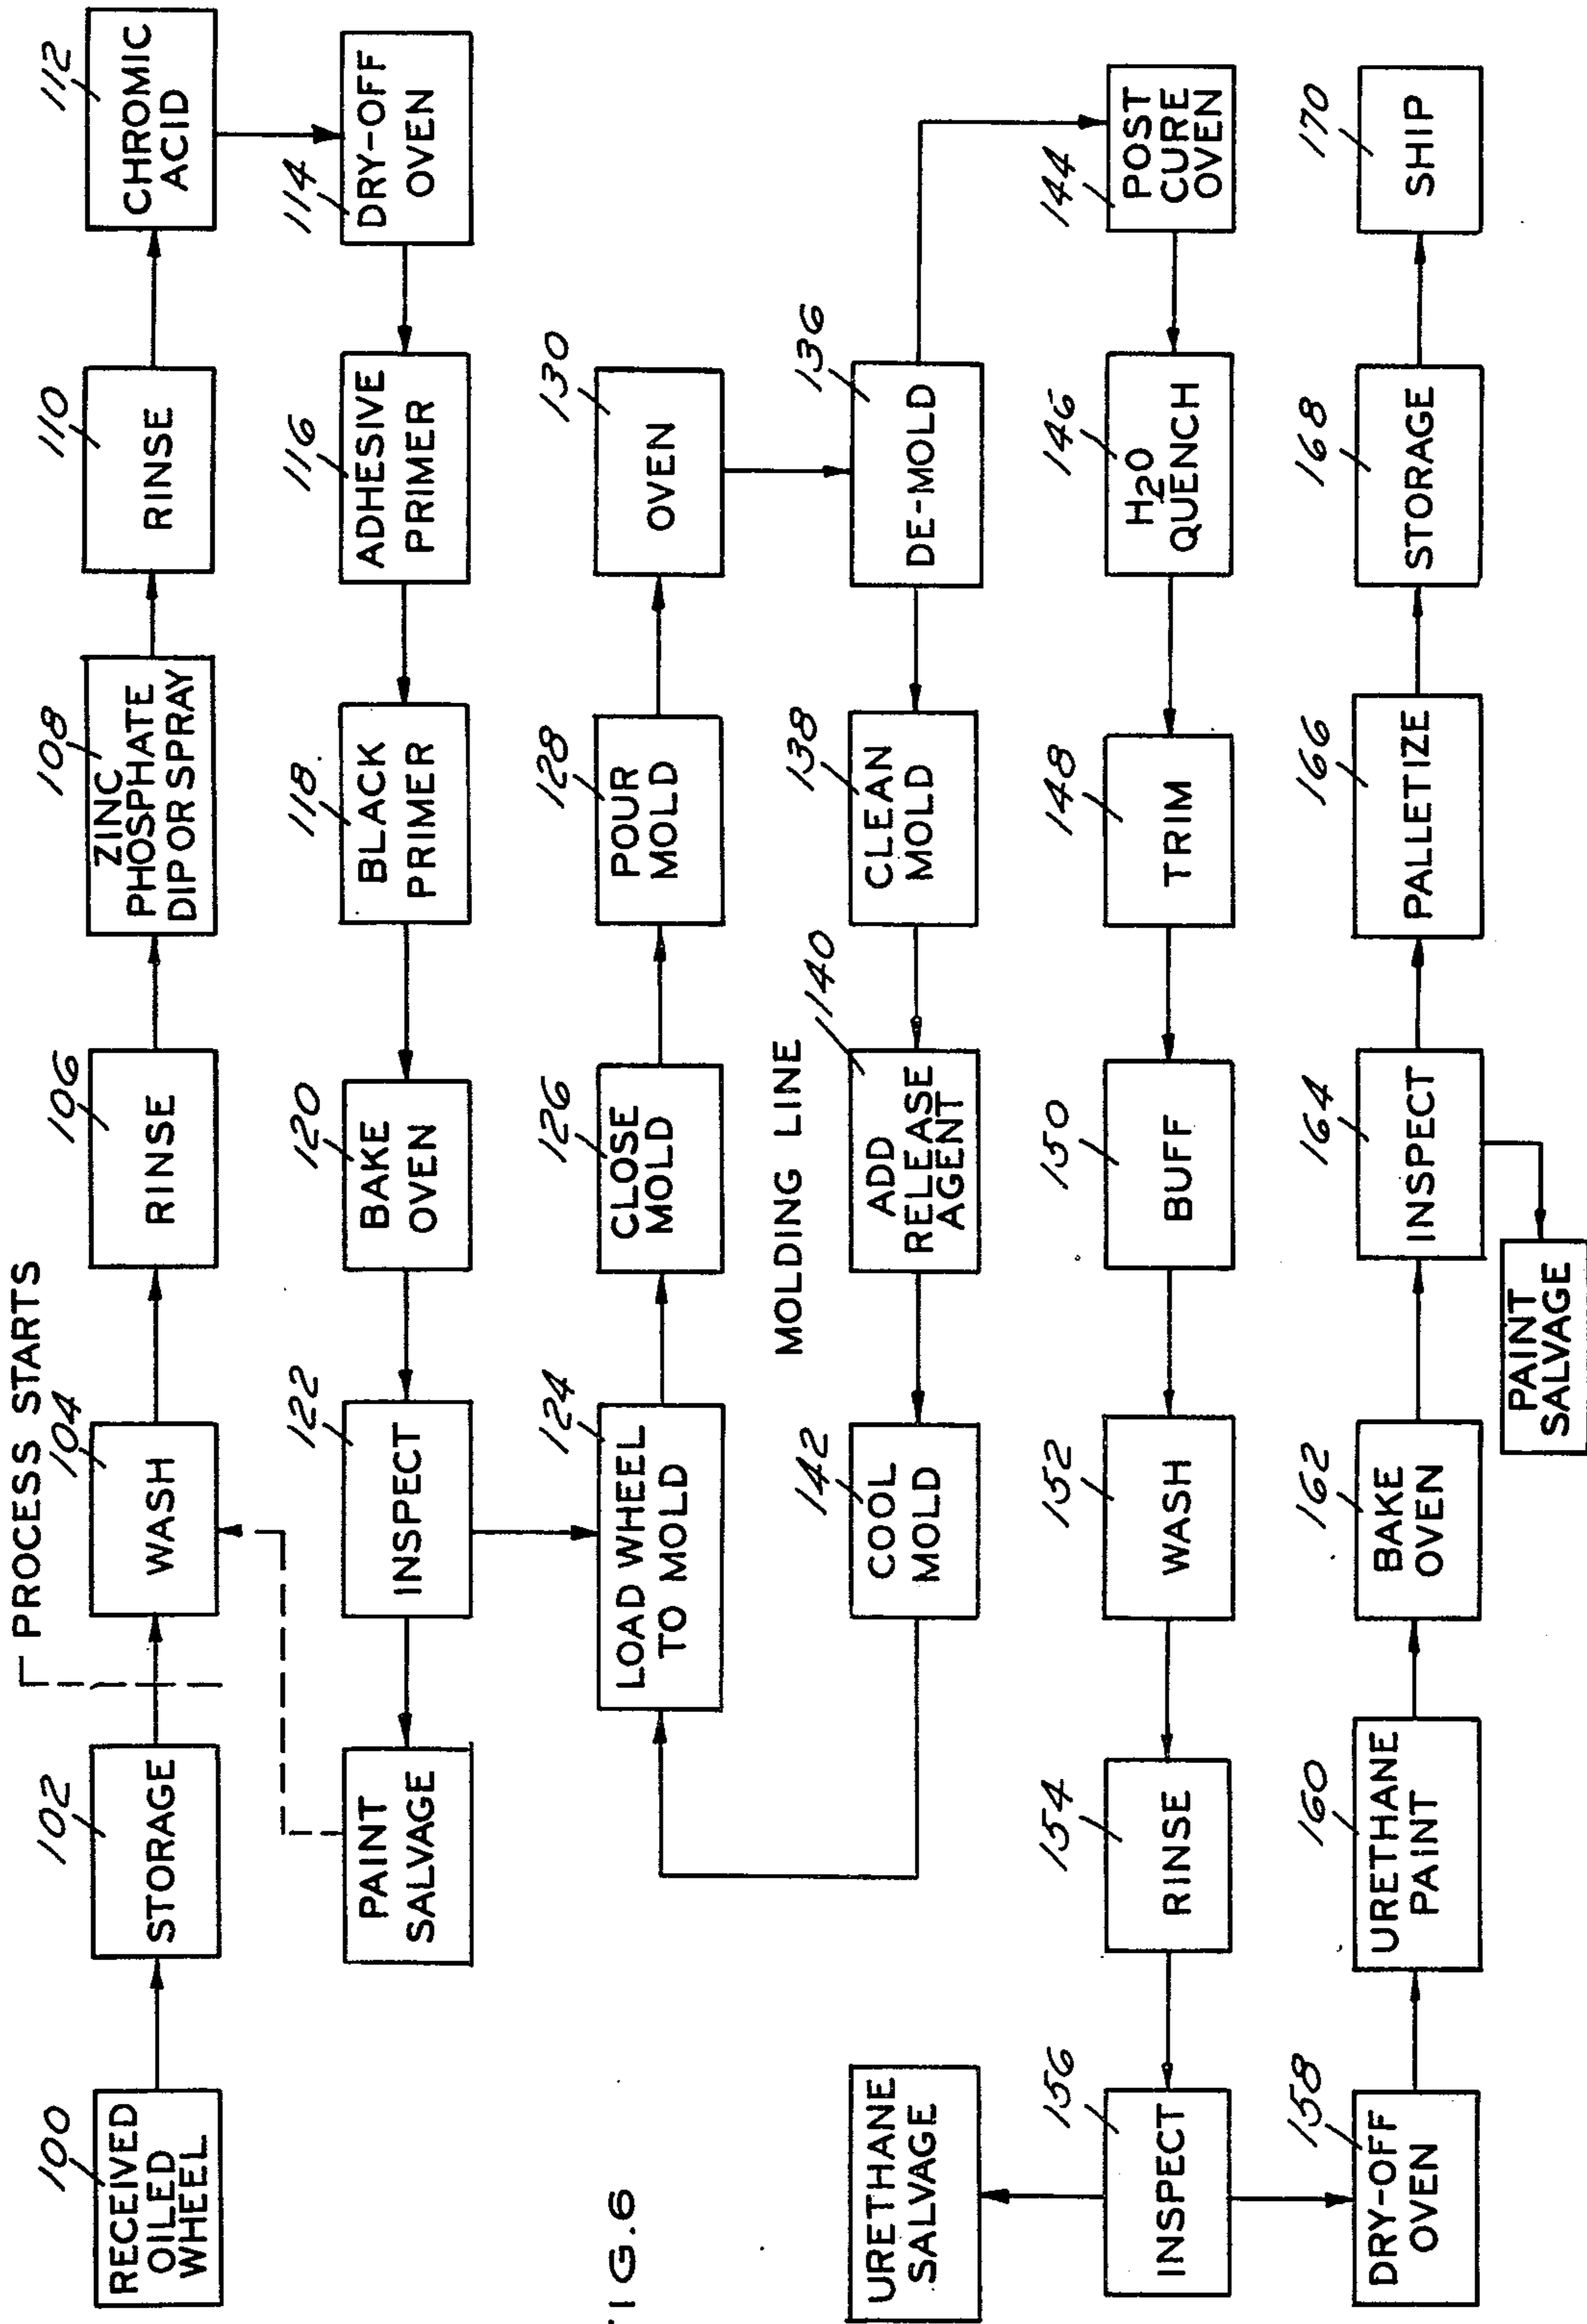 PROCESS STARTS
100
RECEIVED
OILED
WHEEL
102
STORAGE
104
WASH
106
RINSE
108
ZINC
PHOSPHATE
DIP OR SPRAY
110
RINSE
112
CHROMIC
ACID
114
DRY-OFF
OVEN
116
ADHESIVE
PRIMER
118
BLACK
PRIMER
120
BAKE
OVEN
122
INSPECT
PAINT
SALVAGE
124
LOAD WHEEL
TO MOLD
126
CLOSE
MOLD
128
POUR
MOLD
130
OVEN
MOLDING LINE
136
DE-MOLD
138
CLEAN
MOLD
140
ADD
RELEASE
AGENT
142
COOL
MOLD
144
POST
CURE
OVEN
146
H2O
QUENCH
148
TRIM
150
BUFF
152
WASH
154
RINSE
156
INSPECT
URETHANE
SALVAGE
158
DRY-OFF
OVEN
160
URETHANE
PAINT
162
BAKE
OVEN
164
INSPECT
PAINT
SALVAGE
166
PALLETIZE
168
STORAGE
170
SHIP
IG.6